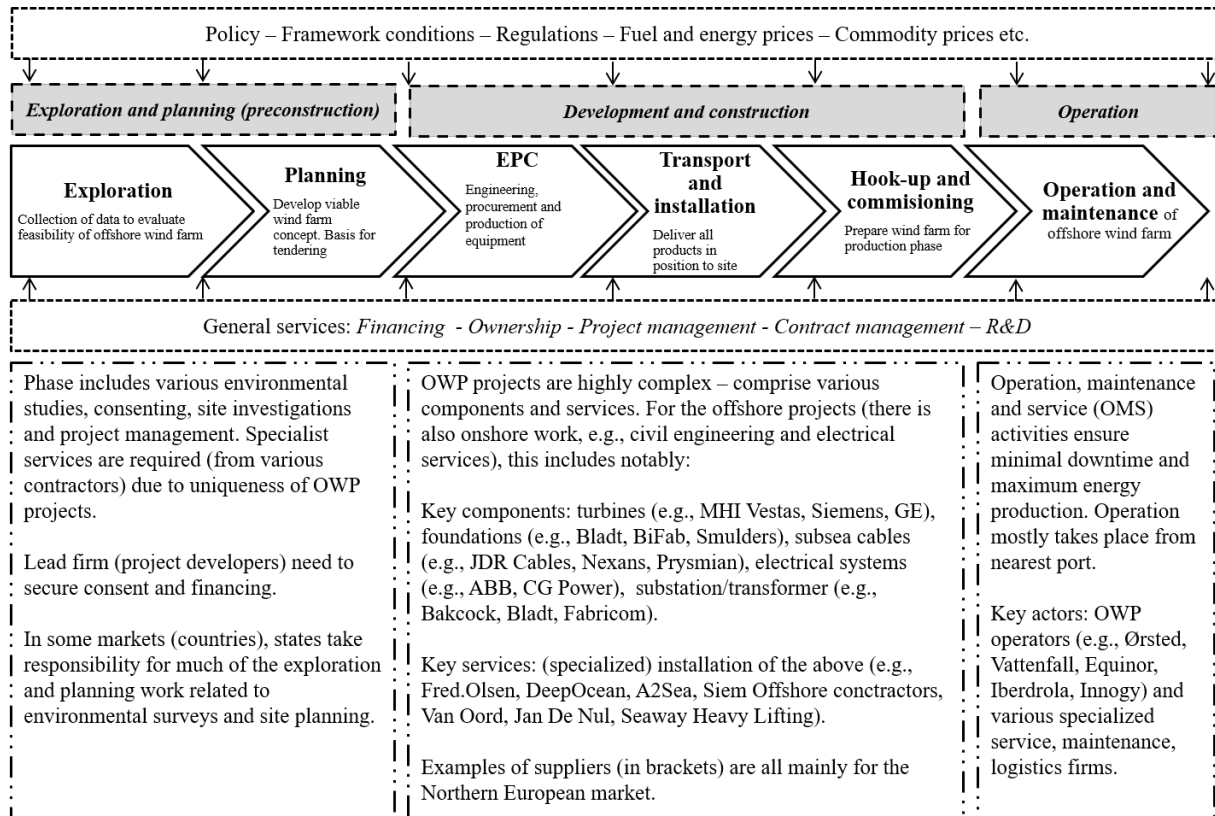 Policy – Framework conditions – Regulations – Fuel and energy prices – Commodity prices etc.
Exploration and planning (preconstruction)
Development and construction
Operation
Exploration
Collection of data to evaluate
feasibility of offshore wind farm
Planning
Develop viable
wind farm
concept. Basis for
tendering
EPC
Engineering,
procurement and
production of
equipment
Transport
and
installation
Deliver all
products in
position to site
Hook-up and
commisioning
Prepare wind farm for
production phase
Operation and
maintenance of
offshore wind farm
General services: Financing - Ownership - Project management - Contract management – R&D
Phase includes various environmental
studies, consenting, site investigations
and project management. Specialist
services are required (from various
contractors) due to uniqueness of OWP
projects.
Lead firm (project developers) need to
secure consent and financing.
In some markets (countries), states take
responsibility for much of the exploration
and planning work related to
environmental surveys and site planning.
OWP projects are highly complex – comprise various
components and services. For the offshore projects (there is
also onshore work, e.g., civil engineering and electrical
services), this includes notably:
Key components: turbines (e.g., MHI Vestas, Siemens, GE),
foundations (e.g., Bladt, BiFab, Smulders), subsea cables
(e.g., JDR Cables, Nexans, Prysmian), electrical systems
(e.g., ABB, CG Power), substation/transformer (e.g.,
Bakcock, Bladt, Fabricom).
Key services: (specialized) installation of the above (e.g.,
Fred.Olsen, DeepOcean, A2Sea, Siem Offshore conctractors,
Van Oord, Jan De Nul, Seaway Heavy Lifting).
Examples of suppliers (in brackets) are all mainly for the
Northern European market.
Operation, maintenance
and service (OMS)
activities ensure
minimal downtime and
maximum energy
production. Operation
mostly takes place from
nearest port.
Key actors: OWP
operators (e.g., Ørsted,
Vattenfall, Equinor,
Iberdrola, Innogy) and
various specialized
service, maintenance,
logistics firms.